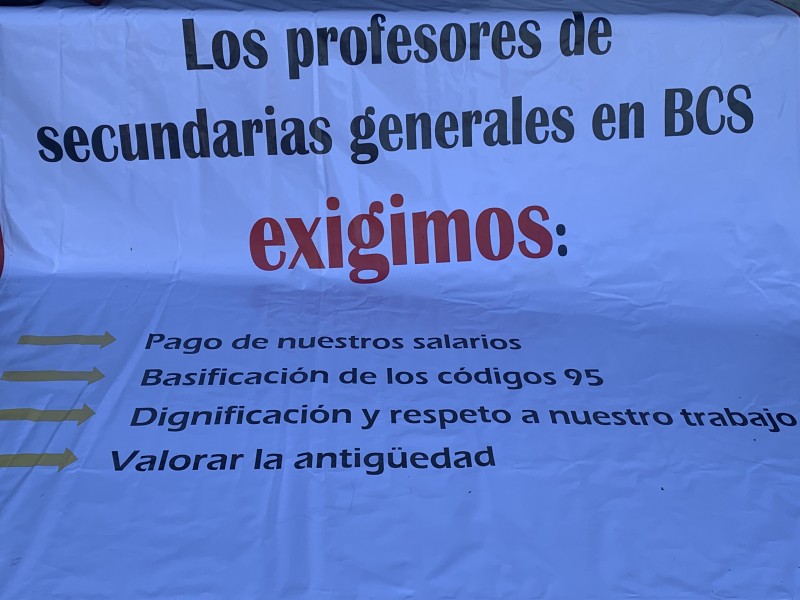 Los profesores de
secundarias generales en BCS
exigimos:
Pago de nuestros salarios
Basificación de los códigos 95
Dignificación y respeto a nuestro trabajo
Valorar la antigüedad